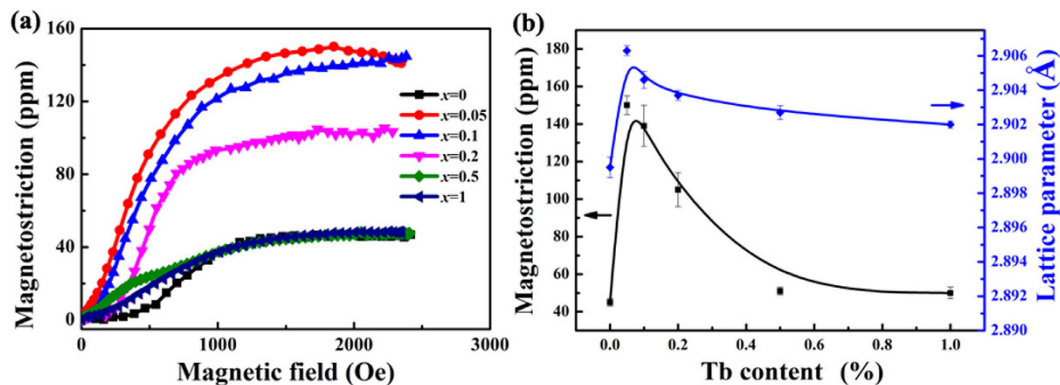 (a)
160
120
80
40
0
Magnetostriction (ppm)
x=0
x=0.05
x=0.1
x=0.2
x=0.5
x=1
0 1000 2000 3000
Magnetic field (Oe)
(b)
180
160
140
120
100
80
60
40
Magnetostriction (ppm)
2.906
2.904
2.902
2.900
2.898
2.896
2.894
2.892
2.890
Lattice parameter (Å)
0.0 0.2 0.4 0.6 0.8 1.0
Tb content (%)